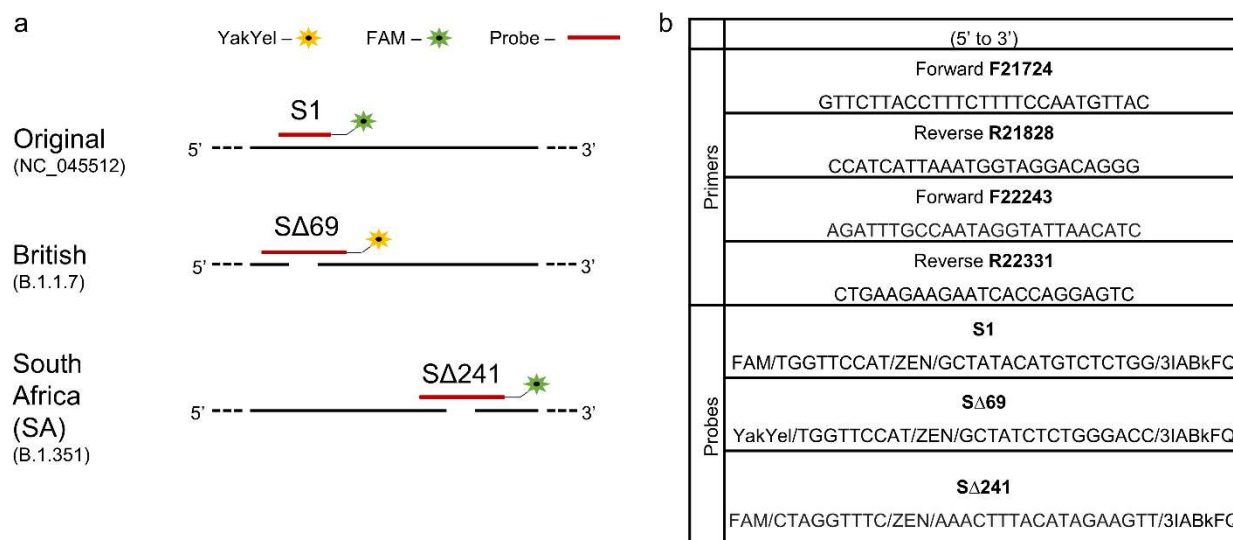 a
YakYel –
FAM –
Probe –
Original
(NC_045512)
5’
S1
3’
British
(B.1.1.7)
5’
SΔ69
3’
South
Africa
(SA)
(B.1.351)
5’
SΔ241
3’
b
(5’ to 3’)
Primers
Forward F21724
GTTCTTACCTTTCTTTTCCAATGTTAC
Reverse R21828
CCATCATTAAATGGTAGGACAGGG
Forward F22243
AGATTTGCCAATAGGTATTAACATC
Reverse R22331
CTGAAGAAGAATCACCAGGAGTC
Probes
S1
FAM/TGGTTCCAT/ZEN/GCTATACATGTCTCTGG/3IABkFQ
SΔ69
YakYel/TGGTTCCAT/ZEN/GCTATCTCTGGGACC/3IABkFQ
SΔ241
FAM/CTAGGTTTC/ZEN/AAACTTTACATAGAAGTT/3IABkFQ